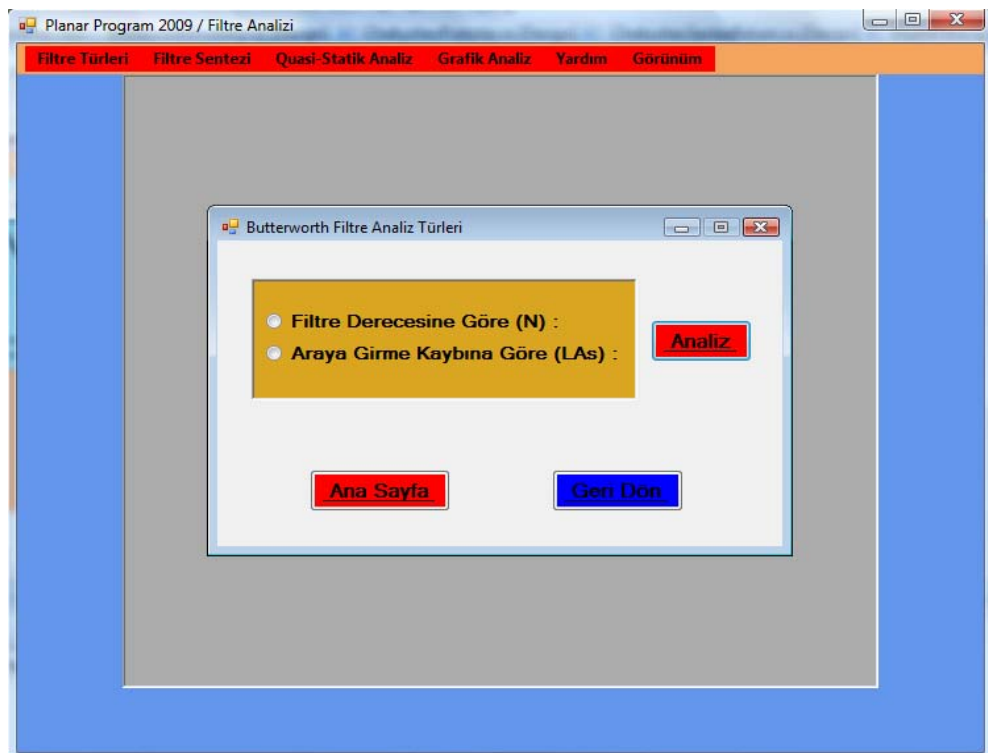 Planar Program 2009 / Filtre Analizi
Filtre Türleri Filtre Sentezi Quasi-Statik Analiz Grafik Analiz Yardım Görünüm
Butterworth Filtre Analiz Türleri
Filtre Derecesine Göre (N) :
Araya Girme Kaybına Göre (LAs) :
Analiz
Ana Sayfa
Geri Dön